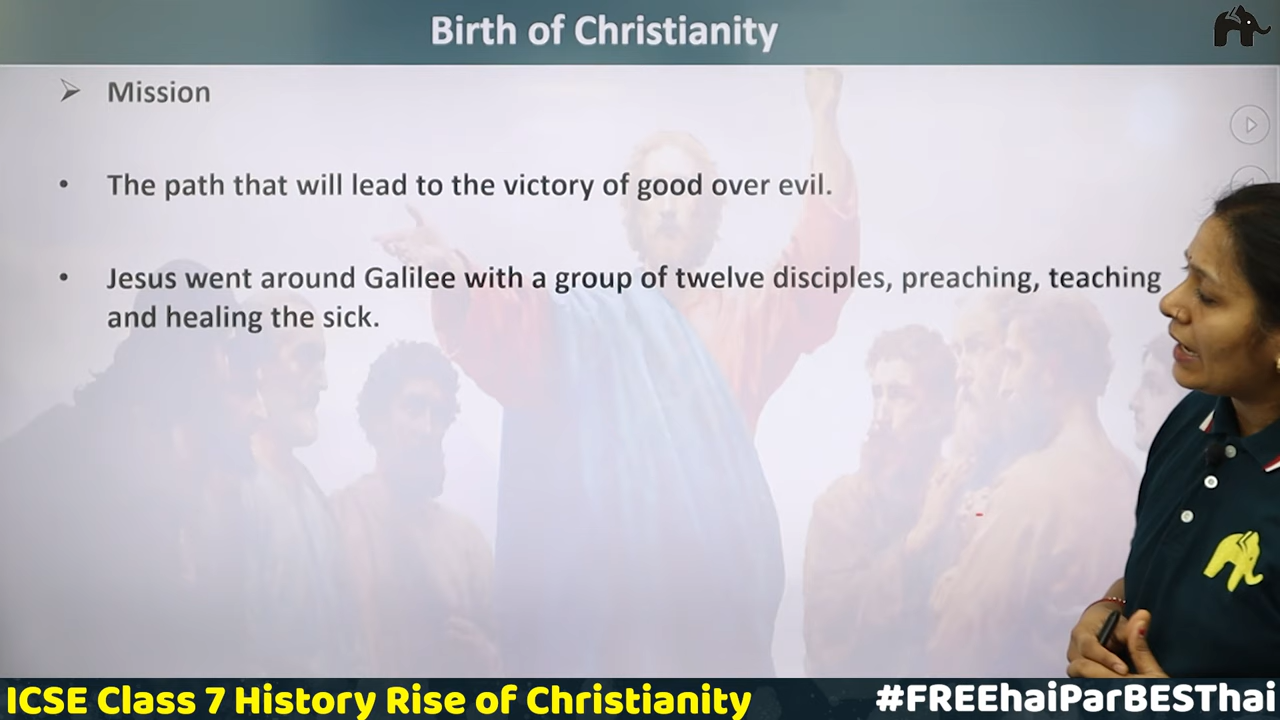 Birth of Christianity
➢ Mission
• The path that will lead to the victory of good over evil.
• Jesus went around Galilee with a group of twelve disciples, preaching, teaching
and healing the sick.
ICSE Class 7 History Rise of Christianity
#FREEhaiParBESThai